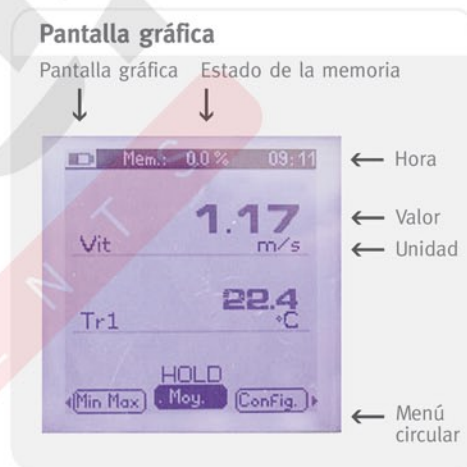 Pantalla gráfica
Pantalla gráfica Estado de la memoria
Mem.: 0.0 % 09:11
Hora
1.17
Valor
Vit m/s
Unidad
22.4
Tr1 °C
HOLD
Min Max . Moy. Config.
Menú
circular
N T S